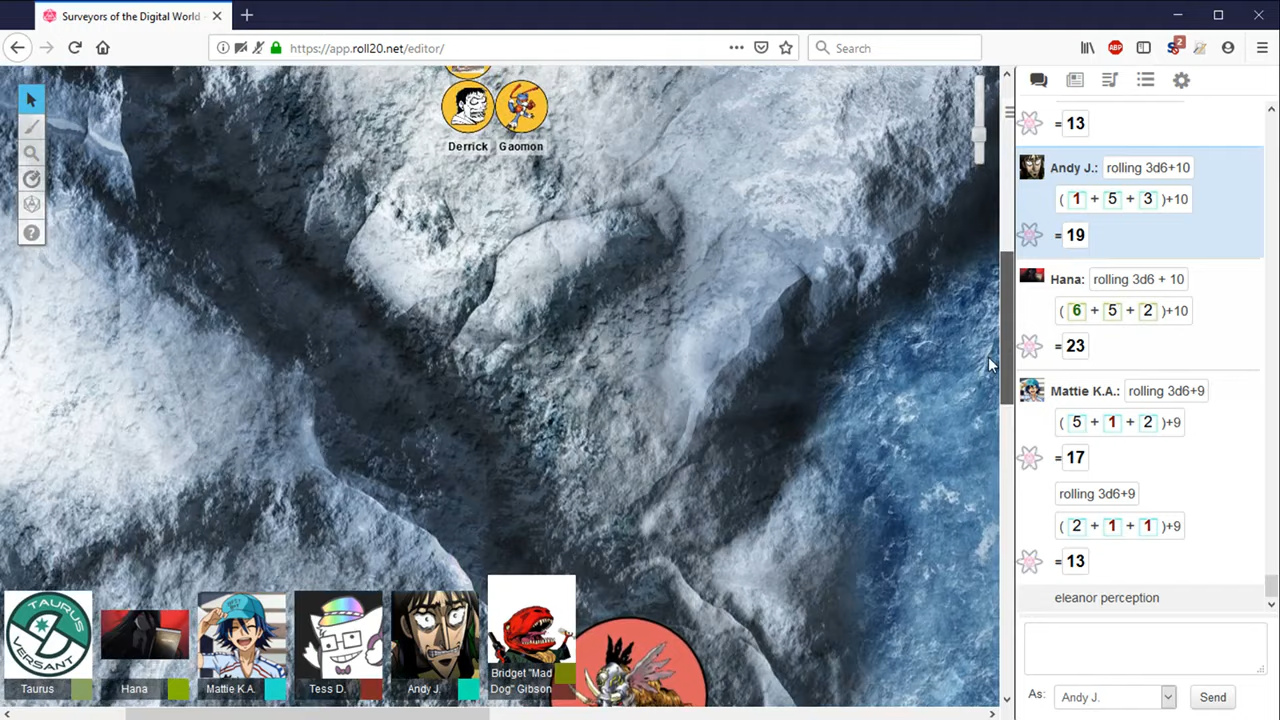 Surveyors of the Digital World
https://app.roll20.net/editor/
Search
ABP
2
Derrick
Gaomon
= 13
Andy J.: rolling 3d6+10
( 1 + 5 + 3 )+10
= 19
Hana: rolling 3d6 + 10
( 6 + 5 + 2 )+10
= 23
Mattie K.A.: rolling 3d6+9
( 5 + 1 + 2 )+9
= 17
rolling 3d6+9
( 2 + 1 + 1 )+9
= 13
eleanor perception
TAURUS
VERSANT
Taurus
Hana
Mattie K.A.
Tess D.
Andy J.
Bridget "Mad
Dog" Gibson
As: Andy J. Send